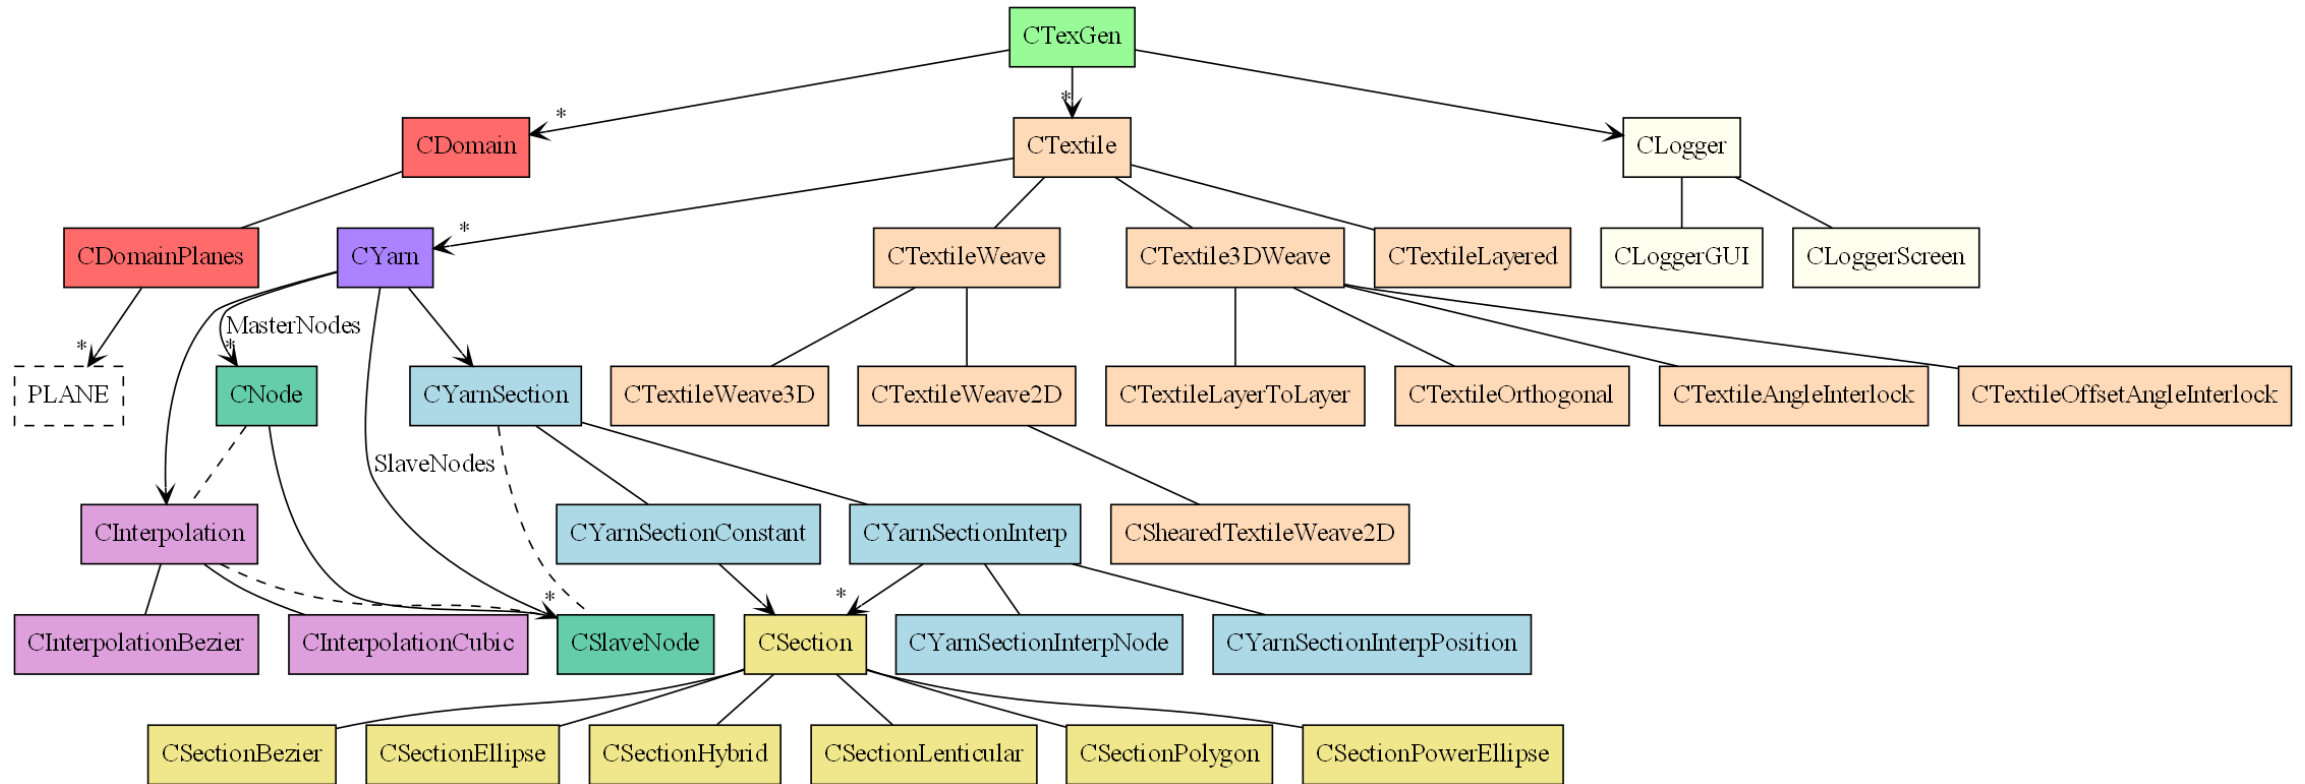 CTexGen
*
*
CDomain
CTextile
CLogger
*
CDomainPlanes
CYarn
CTextileWeave
CTextile3DWeave
CTextileLayered
CLoggerGUI
CLoggerScreen
MasterNodes
*
*
PLANE
CNode
CYarnSection
CTextileWeave3D
CTextileWeave2D
CTextileLayerToLayer
CTextileOrthogonal
CTextileAngleInterlock
CTextileOffsetAngleInterlock
SlaveNodes
CInterpolation
CYarnSectionConstant
CYarnSectionInterp
CShearedTextileWeave2D
*
*
CInterpolationBezier
CInterpolationCubic
CSlaveNode
CSection
CYarnSectionInterpNode
CYarnSectionInterpPosition
CSectionBezier
CSectionEllipse
CSectionHybrid
CSectionLenticular
CSectionPolygon
CSectionPowerEllipse